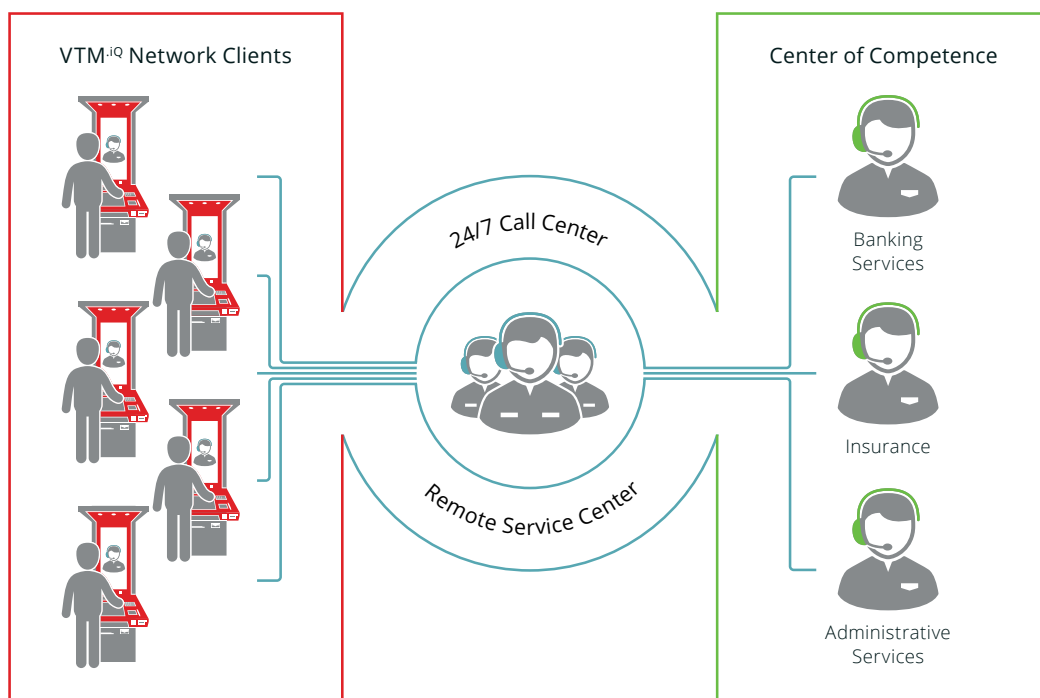 VTM.iQ Network Clients
24/7 Call Center
Remote Service Center
Center of Competence
Banking
Services
Insurance
Administrative
Services